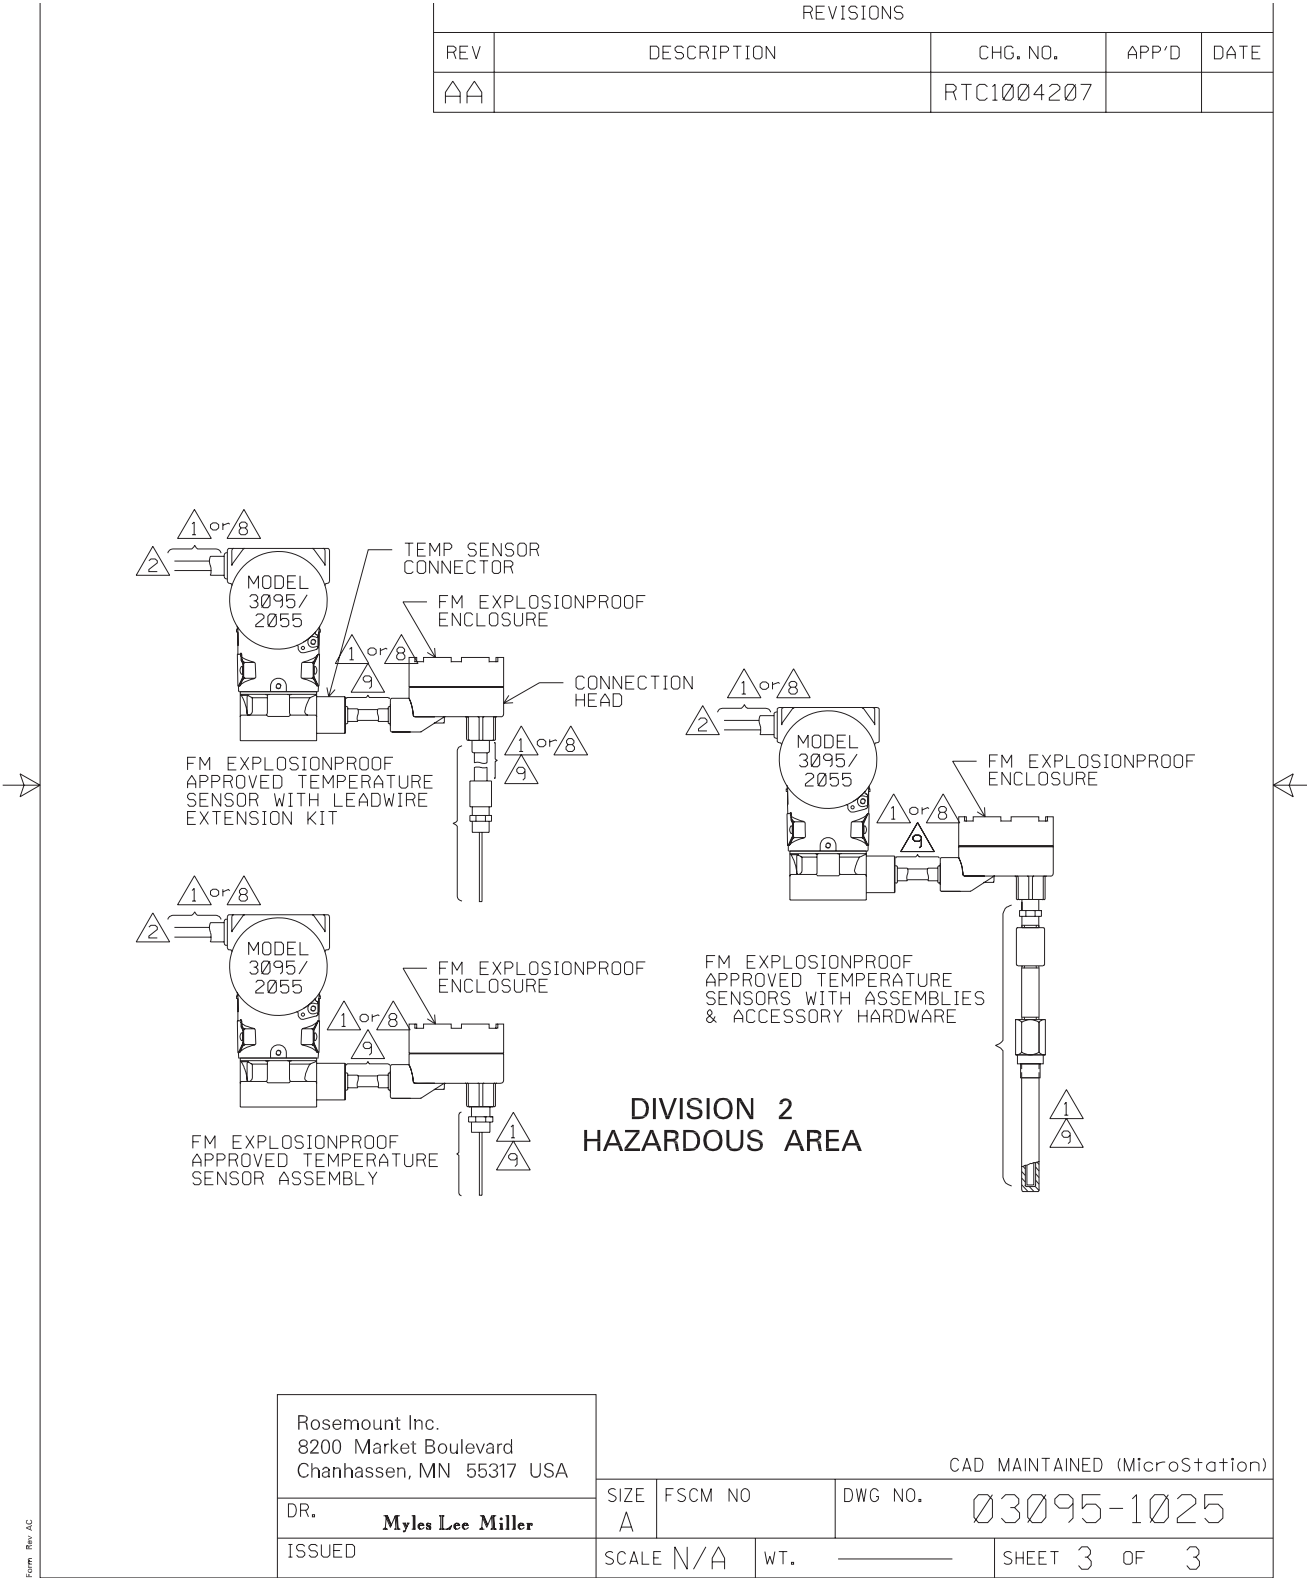 REVISIONS
REV DESCRIPTION CHG. NO. APP'D DATE
AA RTC1004207
1 or 8
2
MODEL
3095/
2055
TEMP SENSOR
CONNECTOR
FM EXPLOSIONPROOF
ENCLOSURE
1 or 8
9
CONNECTION
HEAD
1 or 8
9
FM EXPLOSIONPROOF
APPROVED TEMPERATURE
SENSOR WITH LEADWIRE
EXTENSION KIT
1 or 8
2
MODEL
3095/
2055
FM EXPLOSIONPROOF
ENCLOSURE
1 or 8
9
FM EXPLOSIONPROOF
APPROVED TEMPERATURE
SENSORS WITH ASSEMBLIES
& ACCESSORY HARDWARE
1
9
1 or 8
2
MODEL
3095/
2055
FM EXPLOSIONPROOF
ENCLOSURE
1 or 8
9
1
9
FM EXPLOSIONPROOF
APPROVED TEMPERATURE
SENSOR ASSEMBLY
DIVISION 2
HAZARDOUS AREA
Rosemount Inc.
8200 Market Boulevard
Chanhassen, MN 55317 USA
CAD MAINTAINED (MicroStation)
DR. Myles Lee Miller
SIZE A
FSCM NO
DWG NO. 03095-1025
ISSUED
SCALE N/A WT. SHEET 3 OF 3
Form Rev AC